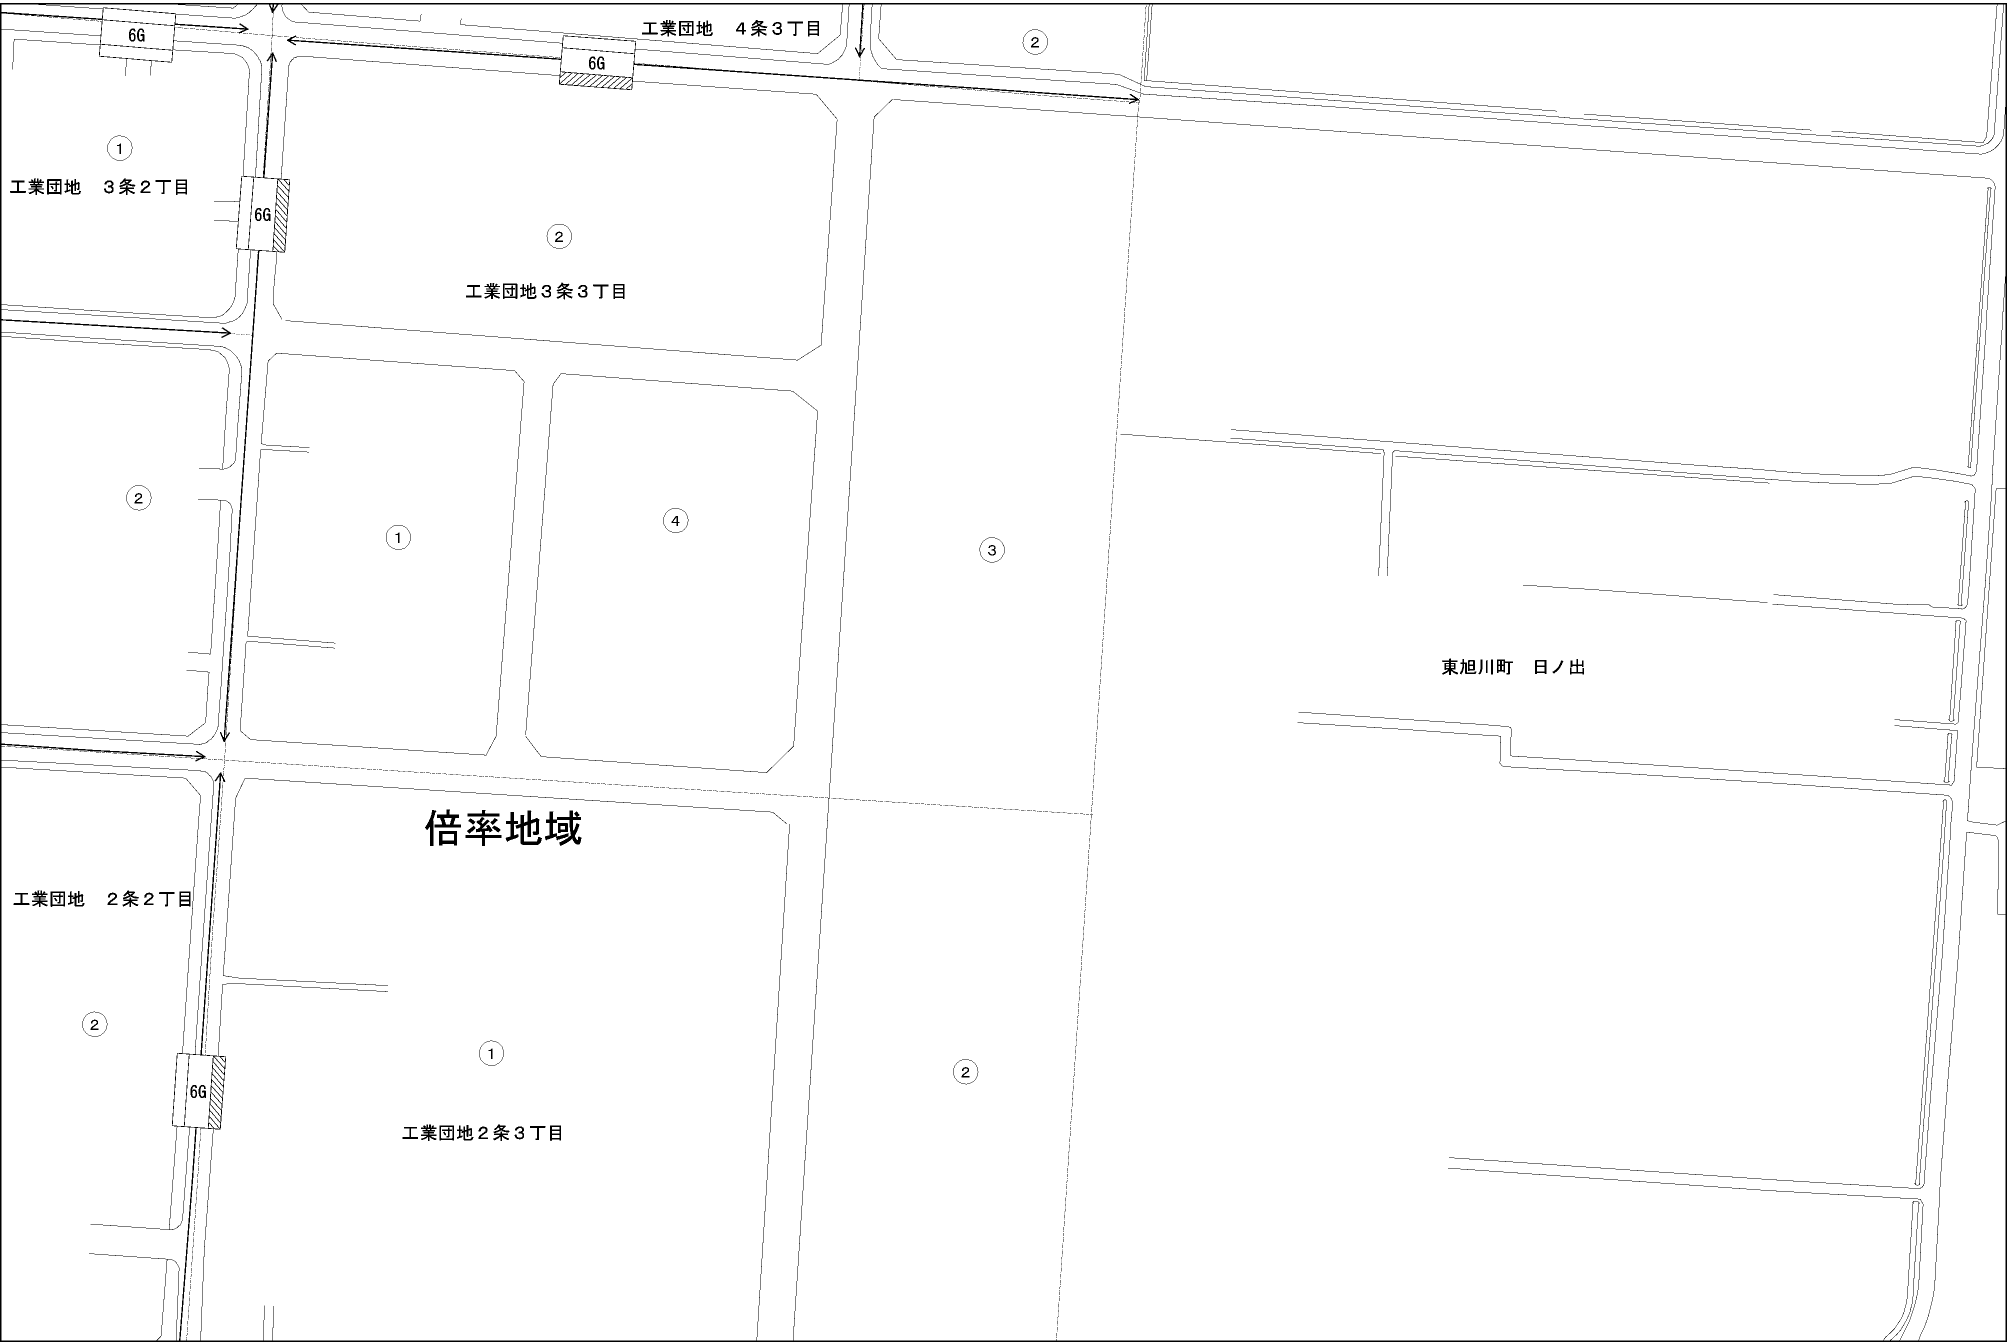 工業団地　４条３丁目
6G
6G
②
①
工業団地　３条２丁目
6G
②
工業団地３条３丁目
②
①
④
③
東旭川町　日ノ出
倍率地域
工業団地　２条２丁目
②
①
②
6G
工業団地２条３丁目